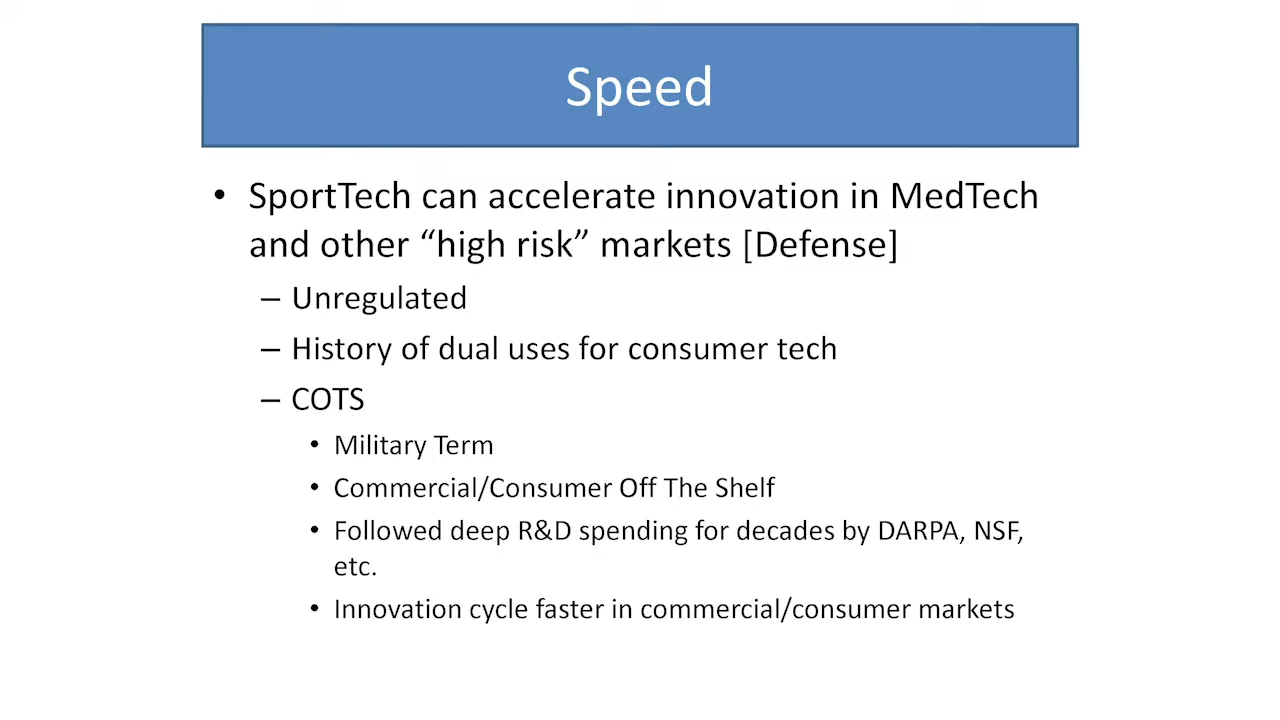 Speed
• SportTech can accelerate innovation in MedTech
and other “high risk” markets [Defense]
– Unregulated
– History of dual uses for consumer tech
– COTS
• Military Term
• Commercial/Consumer Off The Shelf
• Followed deep R&D spending for decades by DARPA, NSF,
etc.
• Innovation cycle faster in commercial/consumer markets